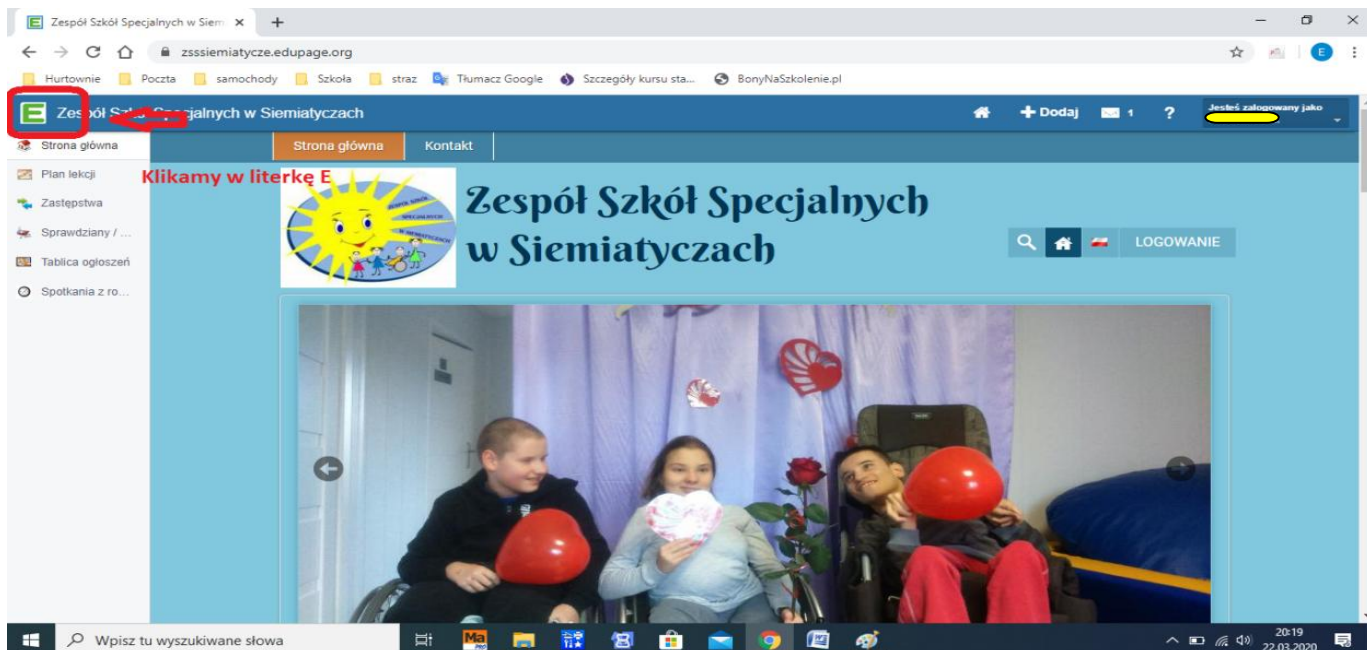 Zespół Szkół Specjalnych w Siem
zsssiemiatycze.edupage.org
E
Hurtownie Poczta samochody Szkoła straz Tłumacz Google Szczegóły kursu sta... BonyNaSzkolenie.pl
E Zespół Specjalnych w Siemiatyczach
Dodaj 1 ? Jesteś zalogowany jako
Strona główna
Strona główna Kontakt
Plan lekcji
Klikamy w literkę E
Zastępstwa
Sprawdziany / ...
Tablica ogłoszeń
Spotkania z ro...
Zespół Szkół Specjalnych
w Siemiatyczach
LOGOWANIE
Wpisz tu wyszukiwane słowa
Ma
20:19
22.03.2020